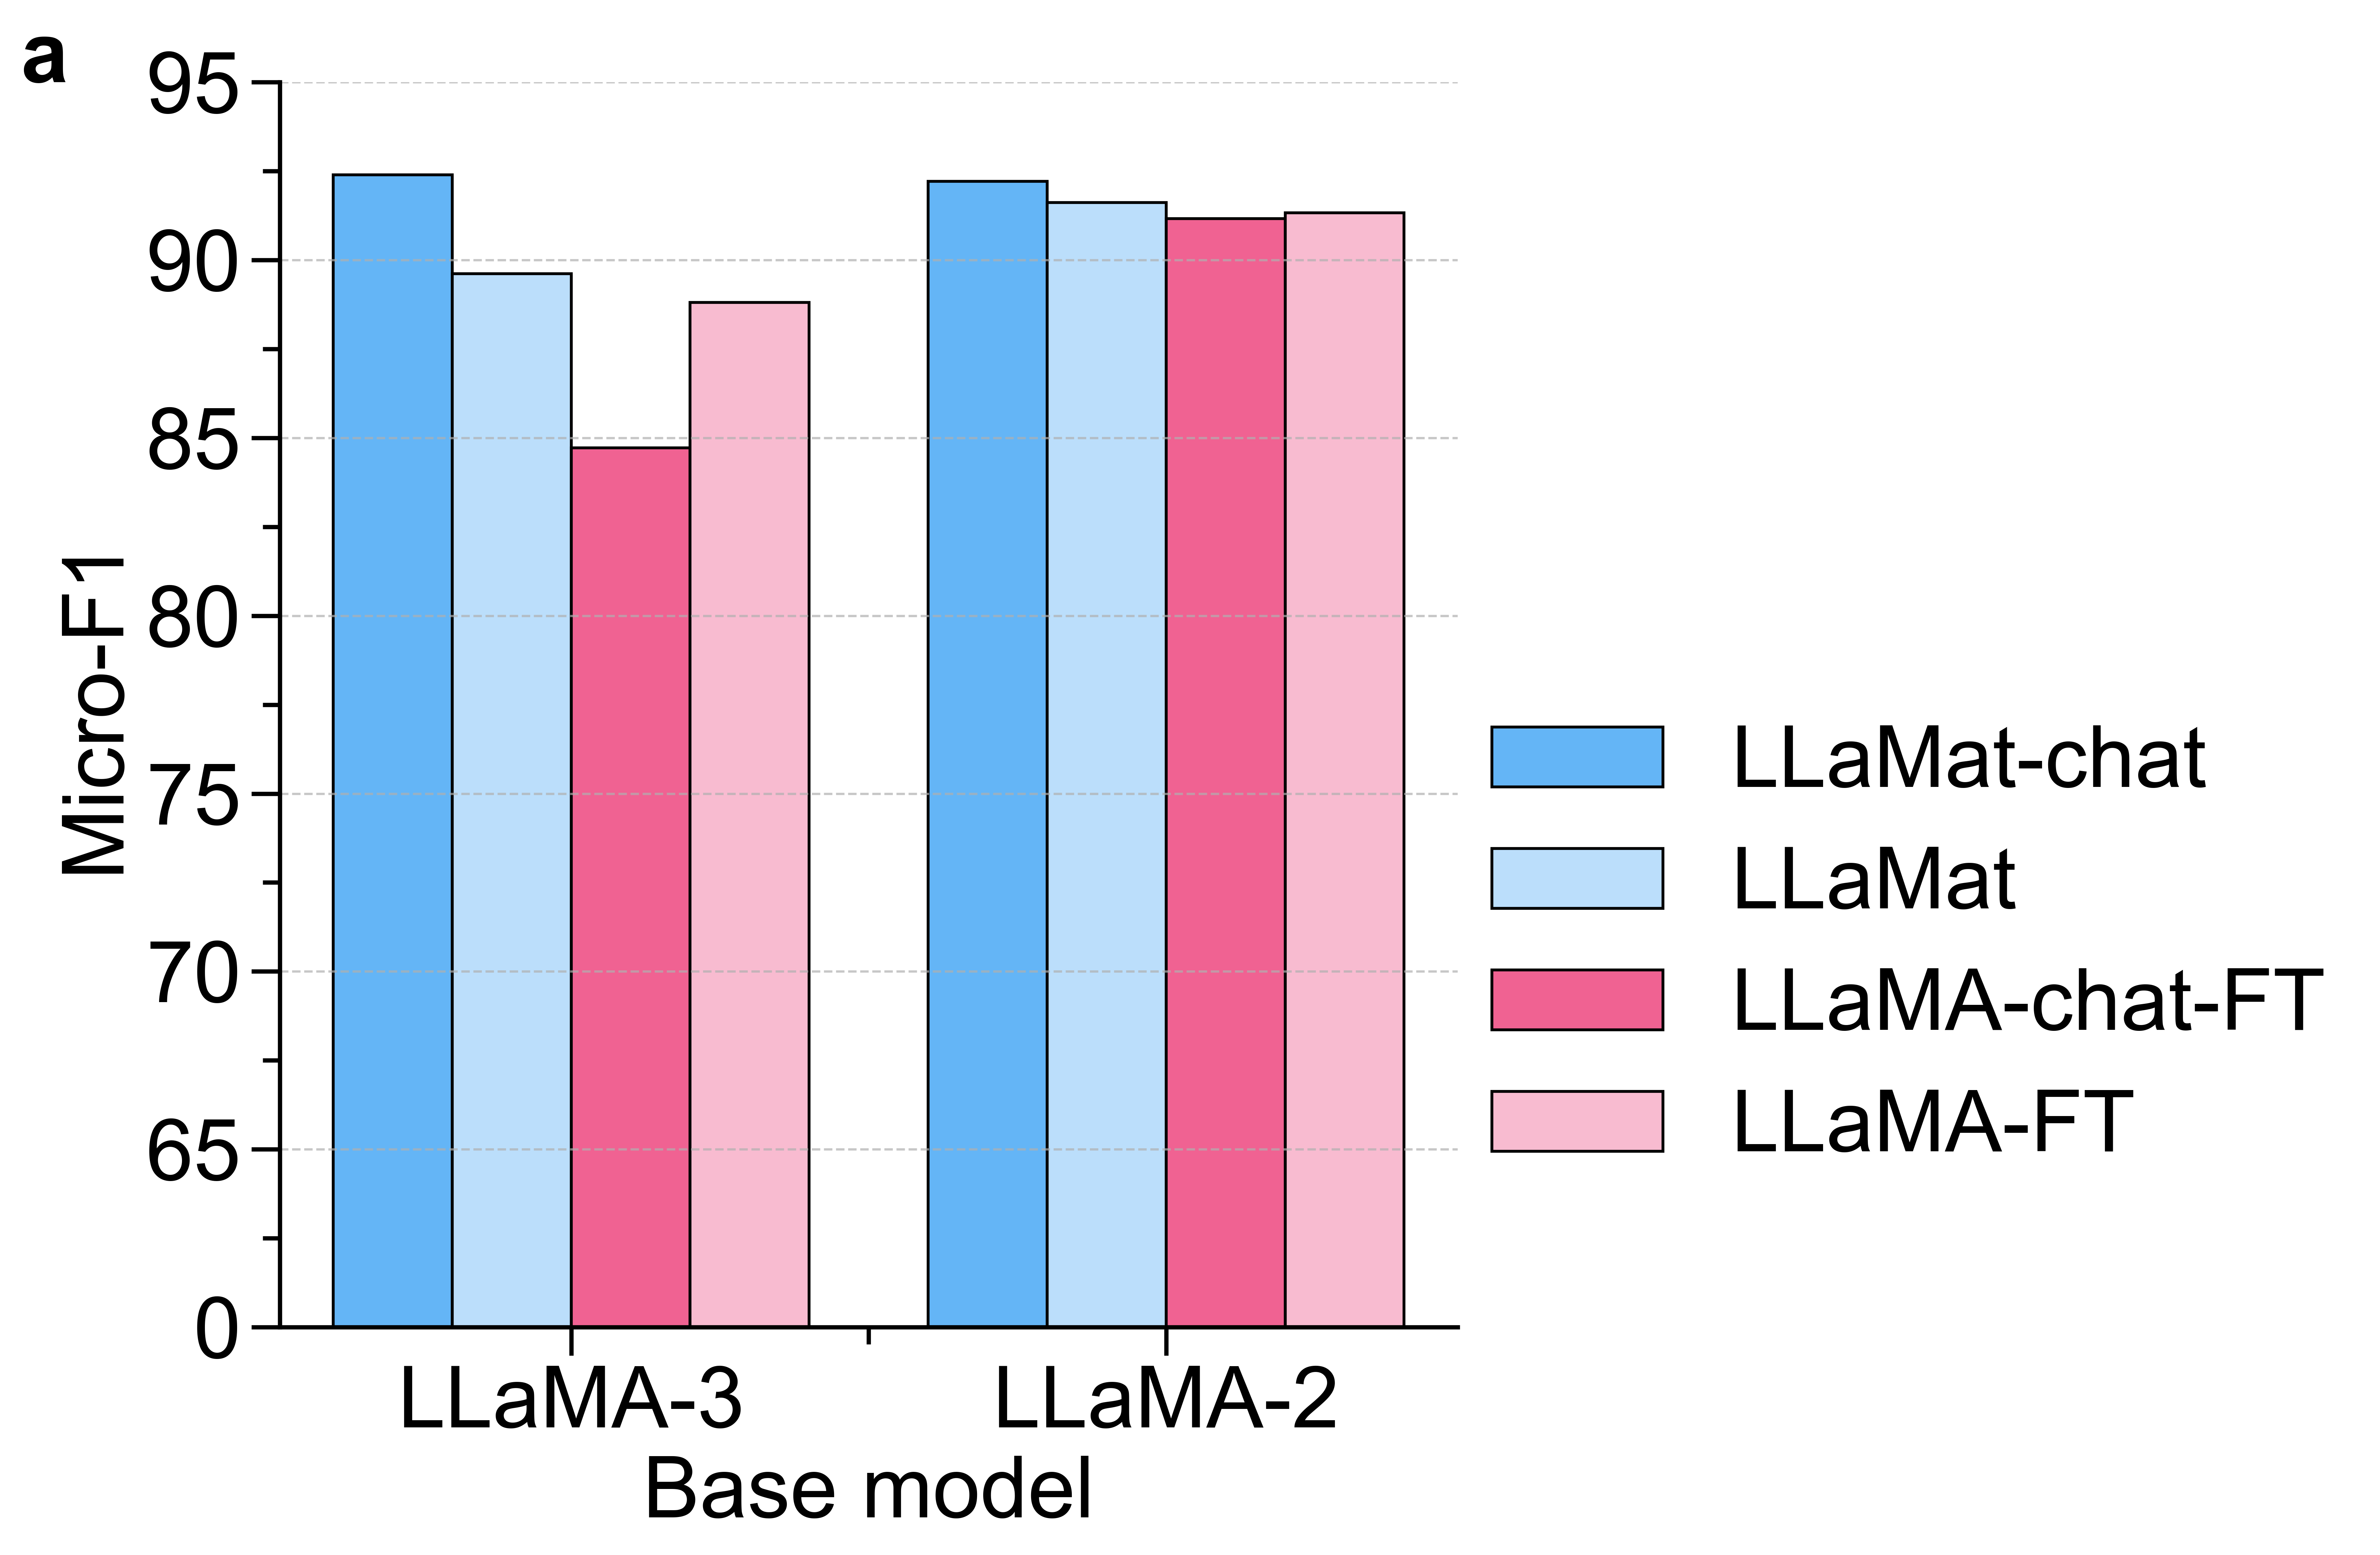 a
95
90
85
80
75
70
65
0
Micro-F1
LLaMA-3
LLaMA-2
Base model
LLaMat-chat
LLaMat
LLaMA-chat-FT
LLaMA-FT